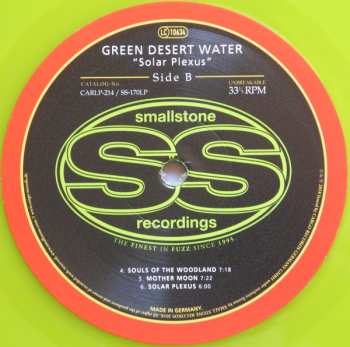 LC 10634
GREEN DESERT WATER
"Solar Plexus"
Side B
CATALOG-No. UNBREAKABLE
CARLP-214 / SS-170LP 33⅓ RPM
smallstone
SS
recordings
THE FINEST IN FUZZ SINCE 1995
4. SOULS OF THE WOODLAND 7:18
5. MOTHER MOON 7:22
6. SOLAR PLEXUS 6:00
MADE IN GERMANY.